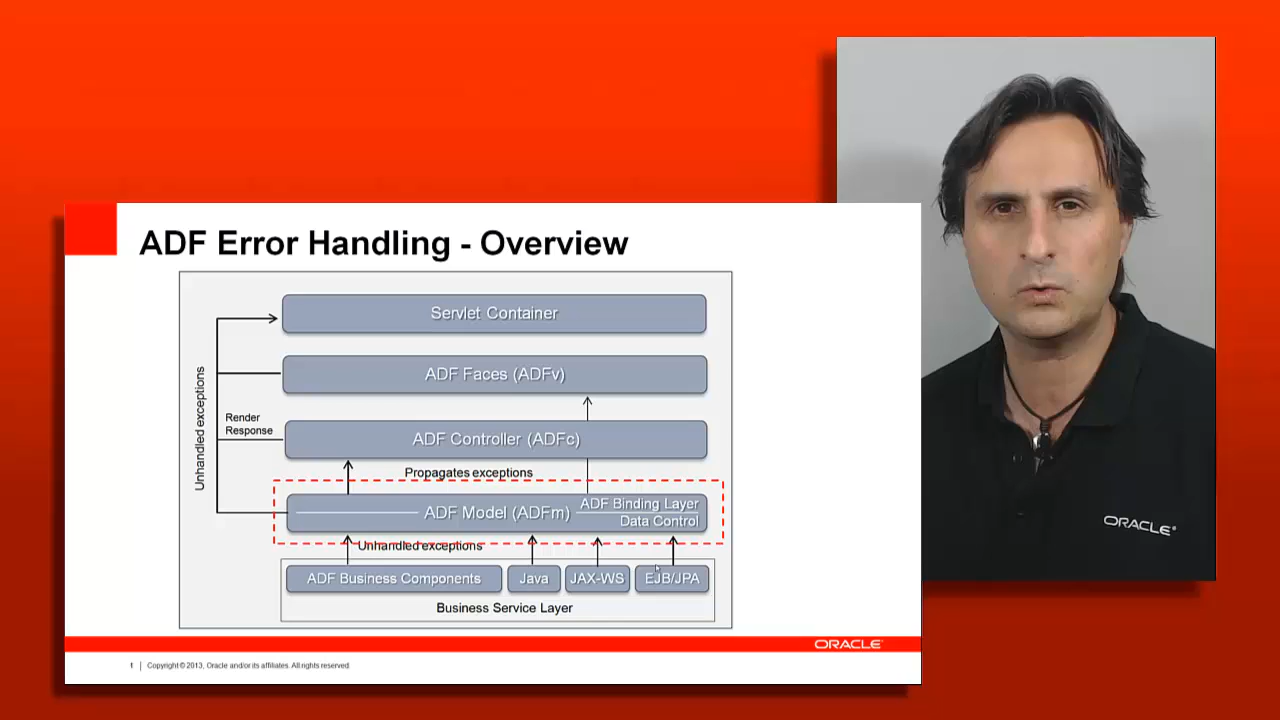 ADF Error Handling - Overview
Servlet Container
ADF Faces (ADFv)
Unhandled exceptions
Render
Response
ADF Controller (ADFc)
Propagates exceptions
ADF Model (ADFm)
ADF Binding Layer
Data Control
Unhandled exceptions
ADF Business Components
Java
JAX-WS
EJB/JPA
Business Service Layer
ORACLE
1 | Copyright © 2013, Oracle and/or its affiliates. All rights reserved.
ORACLE®